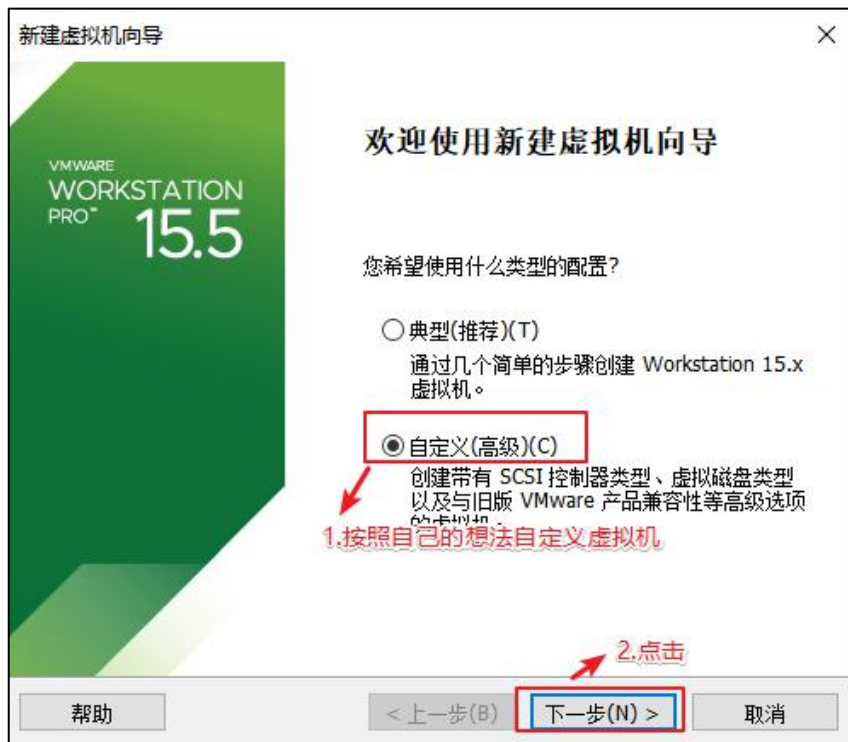 新建虚拟机向导
VMWARE
WORKSTATION
PRO™ 15.5
欢迎使用新建虚拟机向导
您希望使用什么类型的配置?
典型(推荐)(T)
通过几个简单的步骤创建 Workstation 15.x
虚拟机。
自定义(高级)(C)
创建带有 SCSI 控制器类型、虚拟磁盘类型
以及与旧版 VMware 产品兼容性等高级选项
的虚拟机。
1.按照自己的想法自定义虚拟机
2.点击
帮助
< 上一步(B)
下一步(N) >
取消